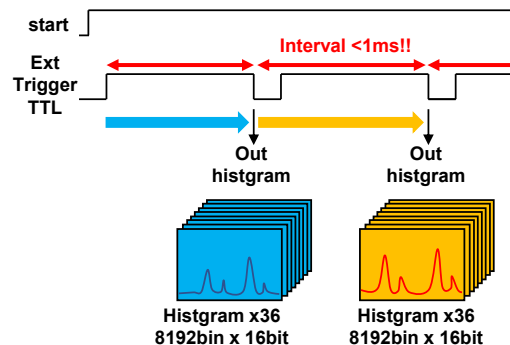 start
Ext
Trigger
TTL
Interval <1ms!!
Out
histgram
Out
histgram
Histgram x36
8192bin x 16bit
Histgram x36
8192bin x 16bit